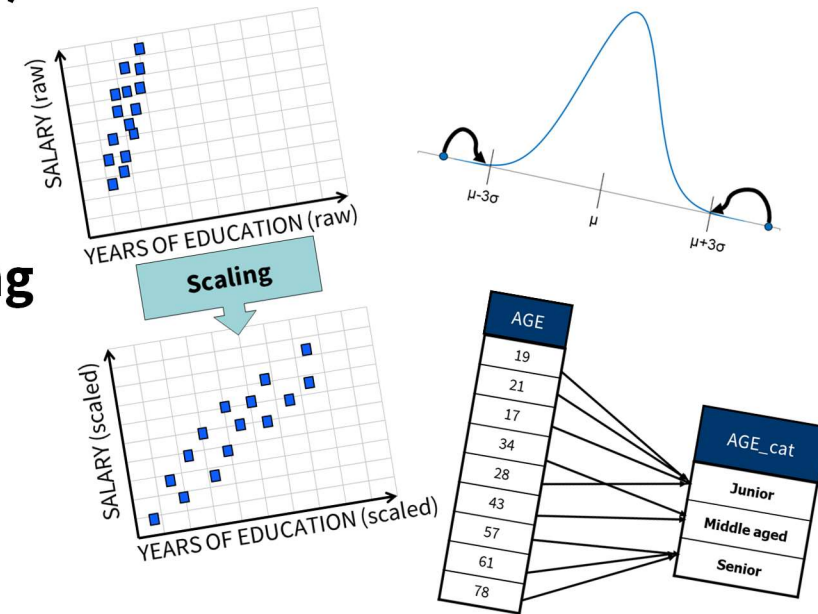 SALARY (raw)
YEARS OF EDUCATION (raw)
Scaling
SALARY (scaled)
YEARS OF EDUCATION (scaled)
μ-3σ
μ
μ+3σ
AGE
19
21
17
34
28
43
57
61
78
AGE_cat
Junior
Middle aged
Senior